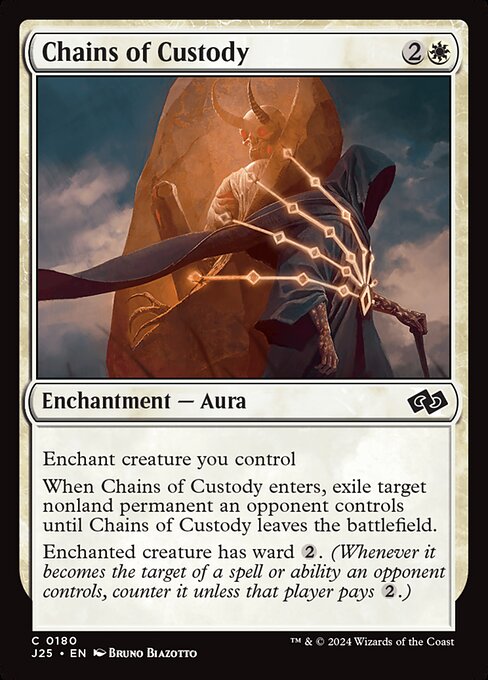 Chains of Custody 2
Enchantment — Aura
Enchant creature you control
When Chains of Custody enters, exile target
nonland permanent an opponent controls
until Chains of Custody leaves the battlefield.
Enchanted creature has ward 2. (Whenever it
becomes the target of a spell or ability an opponent
controls, counter it unless that player pays 2.)
C 0180
J25 • EN Bruno Biazotto
™ & © 2024 Wizards of the Coast